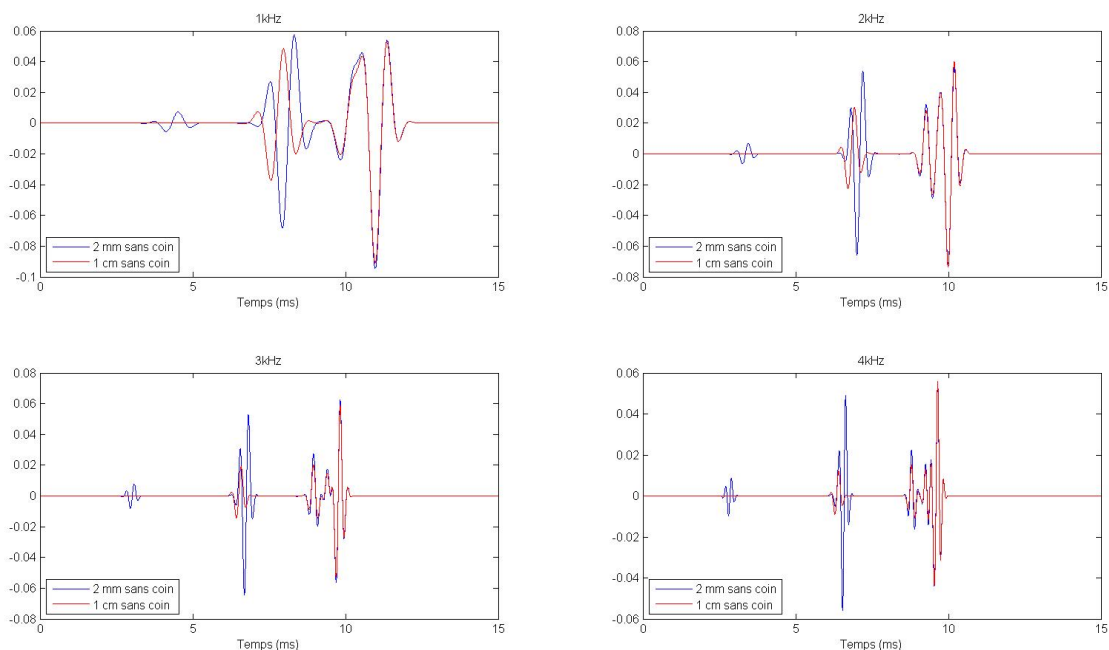 1kHz
0.06
0.04
0.02
0
-0.02
-0.04
-0.06
-0.08
-0.1
0 5 10 15
Temps (ms)
2 mm sans coin
1 cm sans coin
2kHz
0.08
0.06
0.04
0.02
0
-0.02
-0.04
-0.06
-0.08
0 5 10 15
Temps (ms)
2 mm sans coin
1 cm sans coin
3kHz
0.08
0.06
0.04
0.02
0
-0.02
-0.04
-0.06
-0.08
0 5 10 15
Temps (ms)
2 mm sans coin
1 cm sans coin
4kHz
0.06
0.04
0.02
0
-0.02
-0.04
-0.06
0 5 10 15
Temps (ms)
2 mm sans coin
1 cm sans coin